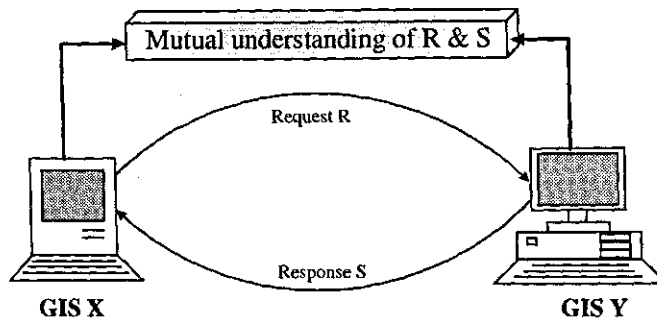 Mutual understanding of R & S
Request R
Response S
GIS X
GIS Y